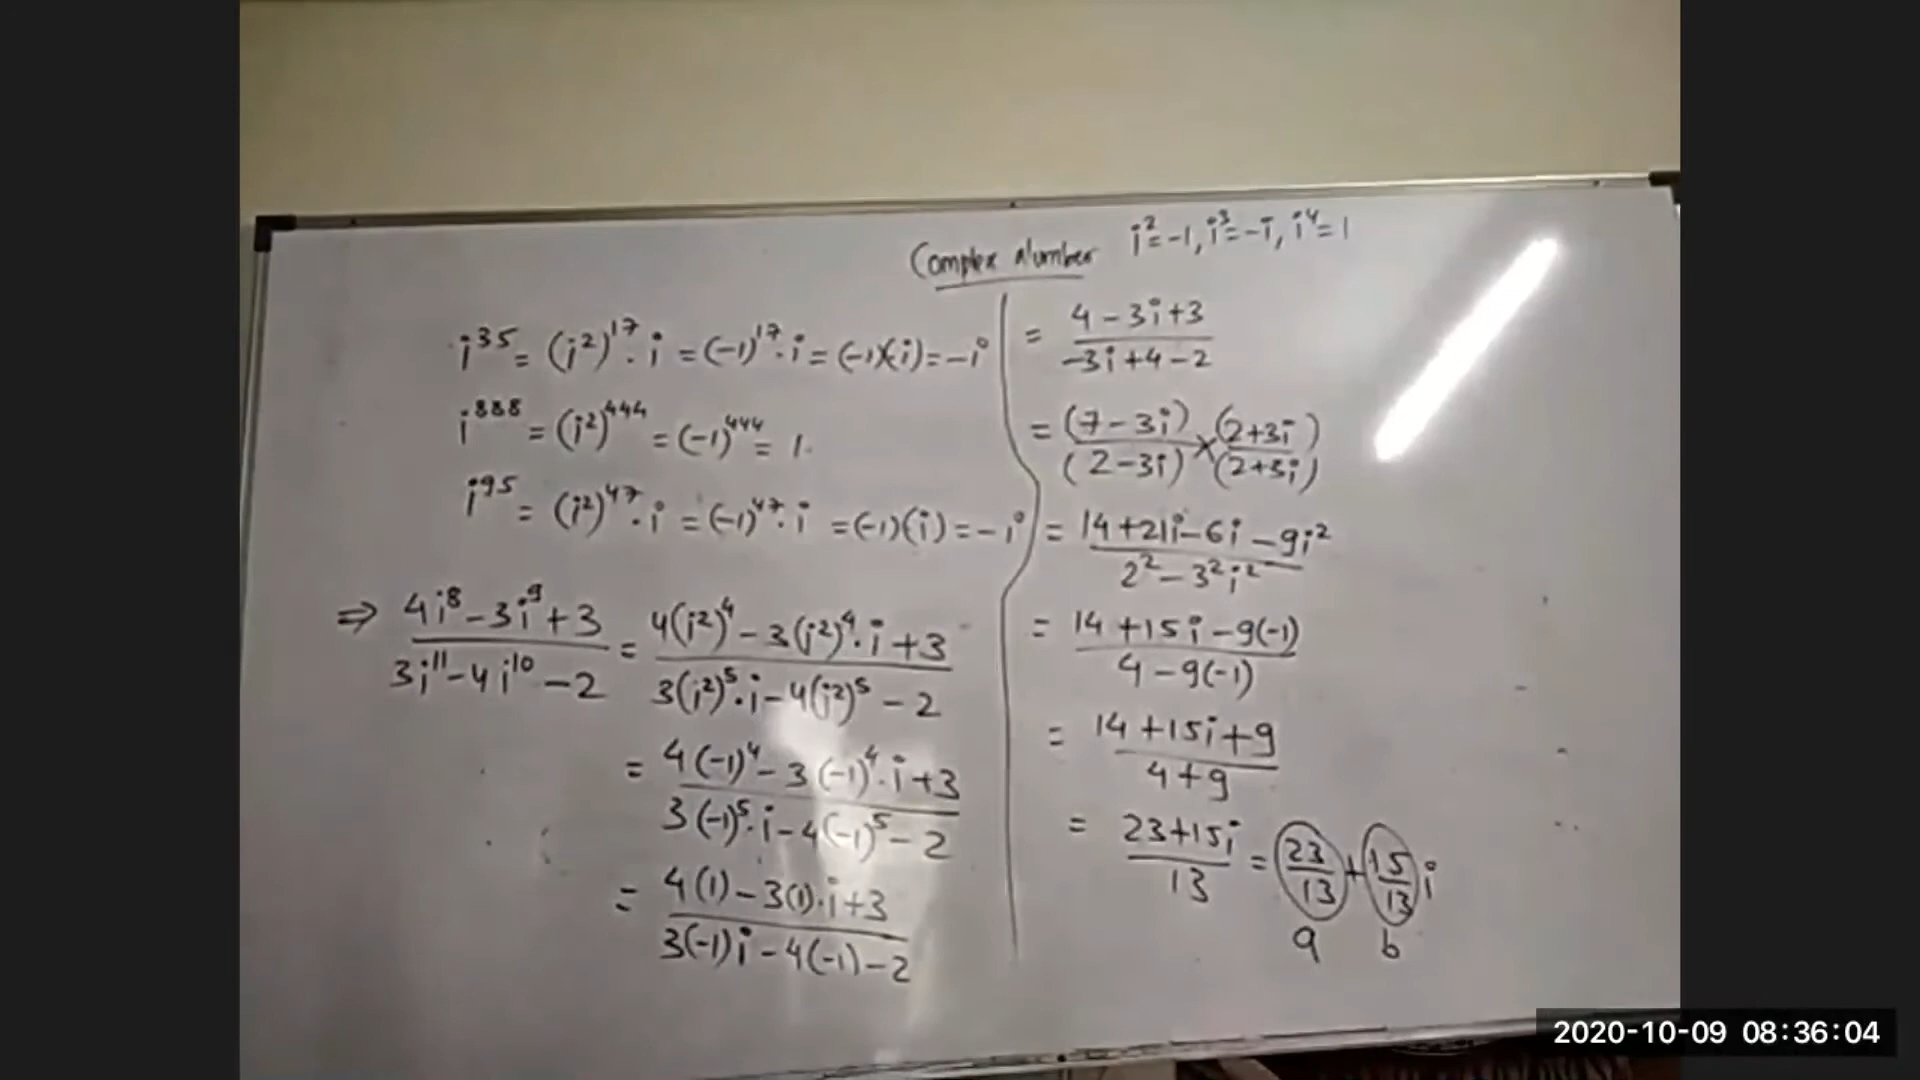 Complex Number i²=-1, i³=-i, i⁴=1
i³⁵ = (i²)¹⁷·i = (-1)¹⁷·i = (-1)(i) = -i
i⁸⁸⁸ = (i²)⁴⁴⁴ = (-1)⁴⁴⁴ = 1.
i⁹⁵ = (i²)⁴⁷·i = (-1)⁴⁷·i = (-1)(i) = -i
⇒ (4i⁸ - 3i⁹ + 3)/(3i¹¹ - 4i¹⁰ - 2) = (4(i²)⁴ - 3(i²)⁴·i + 3)/(3(i²)⁵·i - 4(i²)⁵ - 2)
= (4(-1)⁴ - 3(-1)⁴·i + 3)/(3(-1)⁵·i - 4(-1)⁵ - 2)
= (4(1) - 3(1)·i + 3)/(3(-1)i - 4(-1) - 2)
= (4 - 3i + 3)/(-3i + 4 - 2)
= (7 - 3i)/(2 - 3i) × (2 + 3i)/(2 + 3i)
= (14 + 21i - 6i - 9i²)/(2² - 3²i²)
= (14 + 15i - 9(-1))/(4 - 9(-1))
= (14 + 15i + 9)/(4 + 9)
= (23 + 15i)/13 = 23/13 + 15/13 i
a b
2020-10-09 08:36:04